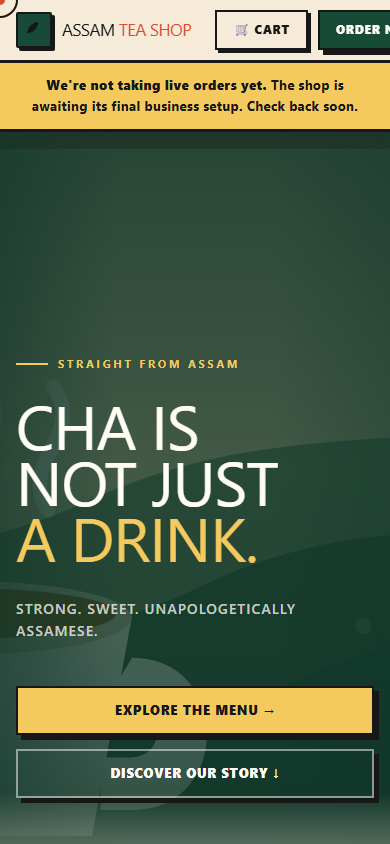 ASSAM TEA SHOP
🛒 CART
ORDER N
We're not taking live orders yet. The shop is
awaiting its final business setup. Check back soon.
STRAIGHT FROM ASSAM
CHA IS
NOT JUST
A DRINK.
STRONG. SWEET. UNAPOLOGETICALLY
ASSAMESE.
EXPLORE THE MENU →
DISCOVER OUR STORY ↓